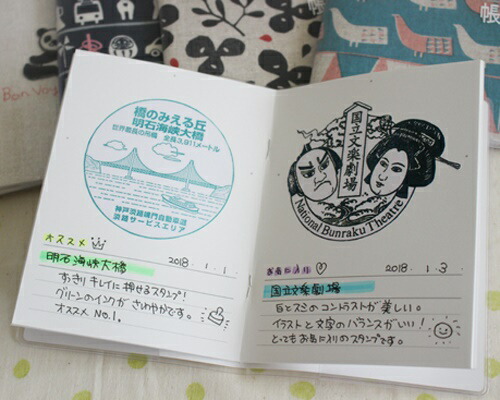 Bon voy
帳
橋のみえる丘
明石海峡大橋
世界最長の吊橋 全長3,911メートル
神戸淡路鳴門自動車道
淡路サービスエリア
オススメ
明石海峡大橋
2018. 1. 1
すっきり キレイに 押せるスタンプ!
グリーンのインクが さわやかです。
オススメ NO.1。
国立文楽劇場
National Bunraku Theatre
2018. 1. 3
国立文楽劇場
白とスミのコントラストが 美しい。
イラストと 文字の バランスが いい!
とっても お気に入りの スタンプです。